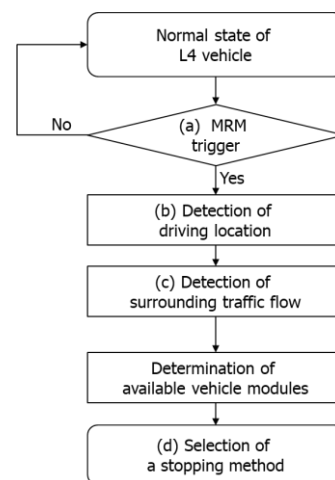 Normal state of
L4 vehicle
(a) MRM
trigger
No
Yes
(b) Detection of
driving location
(c) Detection of
surrounding traffic flow
Determination of
available vehicle modules
(d) Selection of
a stopping method